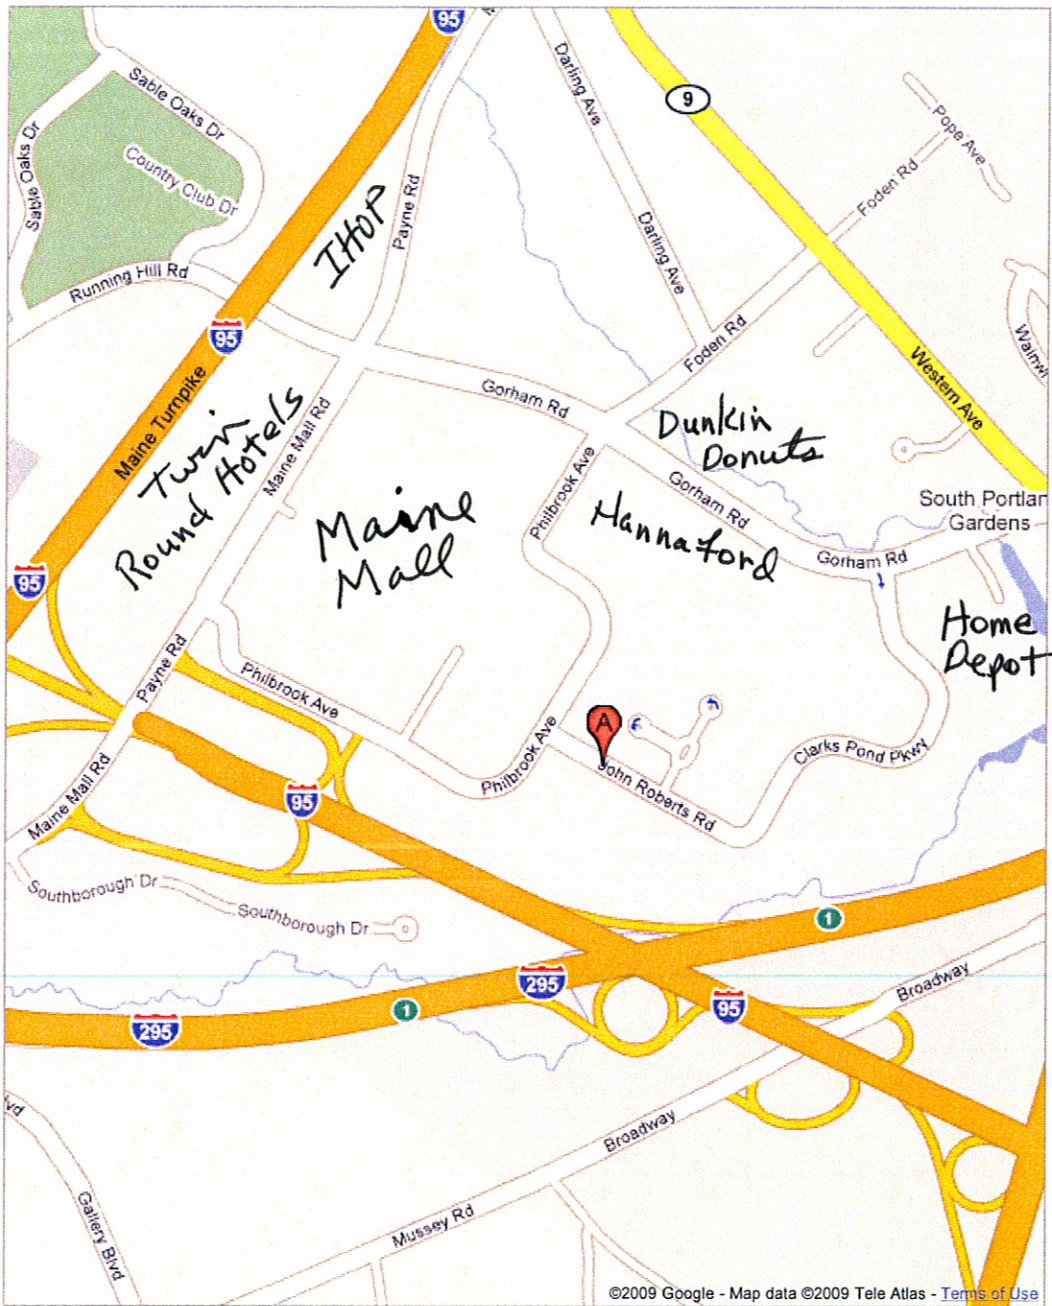 95
Sable Oaks Dr
Darling Ave
9
Pope Ave
Sable Oaks Dr
Country Club Dr
Foden Rd
IHOP
Payne Rd
Darling Ave
Running Hill Rd
95
Foden Rd
Western Ave
Maine Turnpike
Gorham Rd
Twin
Round Hotels
Maine Mall Rd
Dunkin
Donuts
Philbrook Ave
Gorham Rd
Maine
Mall
Hannaford
South Portlan
Gardens
Gorham Rd
95
Home
Depot
Payne Rd
Philbrook Ave
A
Philbrook Ave
John Roberts Rd
Clarks Pond Pkwy
Maine Mall Rd
95
Southborough Dr
Southborough Dr
1
295
95
Broadway
1
295
Broadway
lvd
Gallery Blvd
Mussey Rd
©2009 Google - Map data ©2009 Tele Atlas - Terms of Use